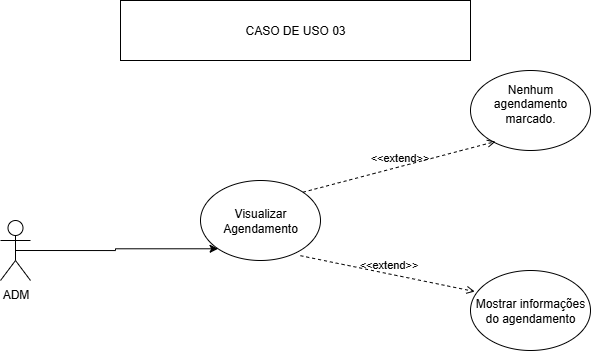 CASO DE USO 03
Nenhum
agendamento
marcado.
<<extend>>
Visualizar
Agendamento
<<extend>>
ADM
Mostrar informações
do agendamento